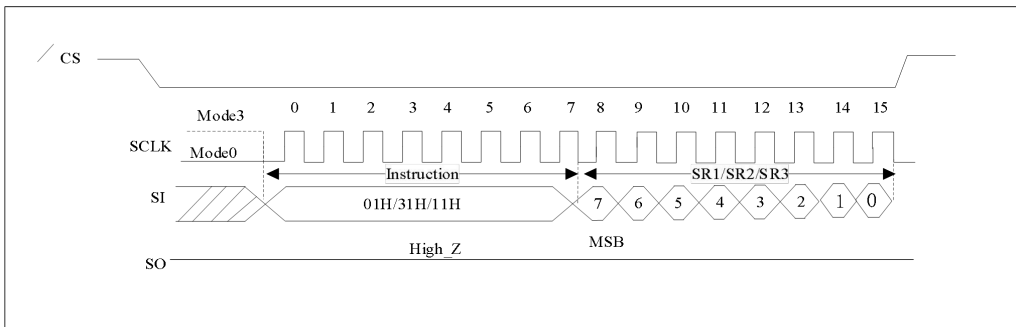 / CS
0 1 2 3 4 5 6 7 8 9 10 11 12 13 14 15
Mode3
SCLK
Mode0
Instruction SR1/SR2/SR3
SI
01H/31H/11H 7 6 5 4 3 2 1 0
High_Z MSB
SO